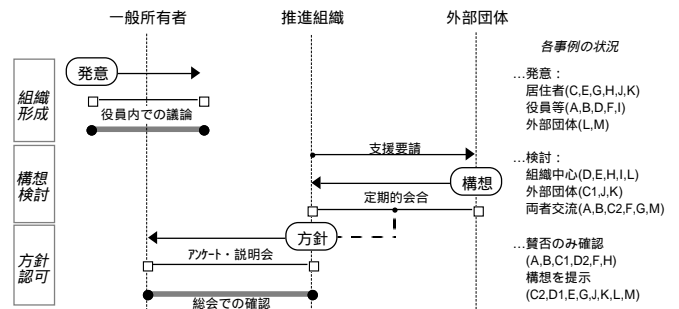 一般所有者 推進組織 外部団体
各事例の状況
組織
形成
発意
役員内での議論
…発意：
居住者(C,E,G,H,J,K)
役員等(A,B,D,F,I)
外部団体(L,M)
構想
検討
支援要請
構想
定期的会合
…検討：
組織中心(D,E,H,I,L)
外部団体(C1,J,K)
両者交流(A,B,C2,F,G,M)
方針
認可
方針
アンケート・説明会
総会での確認
…賛否のみ確認
(A,B,C1,D2,F,H)
構想を提示
(C2,D1,E,G,J,K,L,M)